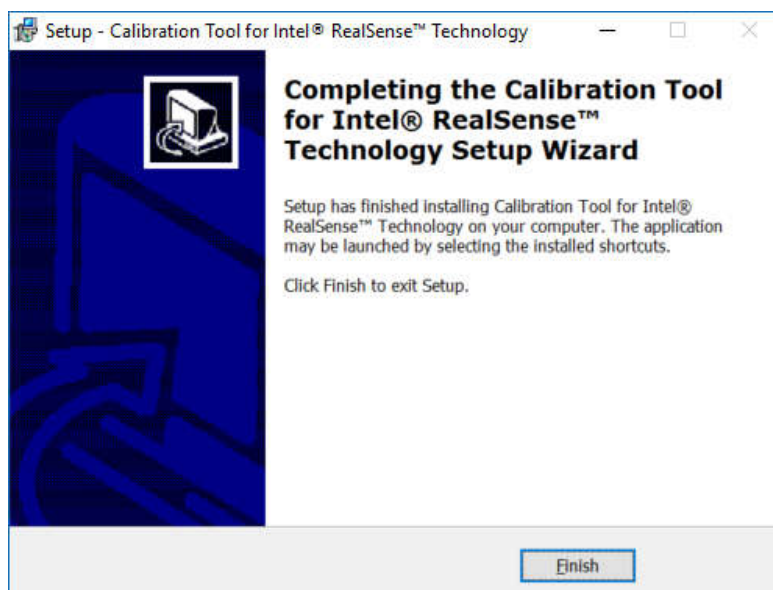 Setup - Calibration Tool for Intel® RealSense™ Technology
Completing the Calibration Tool
for Intel® RealSense™
Technology Setup Wizard
Setup has finished installing Calibration Tool for Intel®
RealSense™ Technology on your computer. The application
may be launched by selecting the installed shortcuts.
Click Finish to exit Setup.
Finish